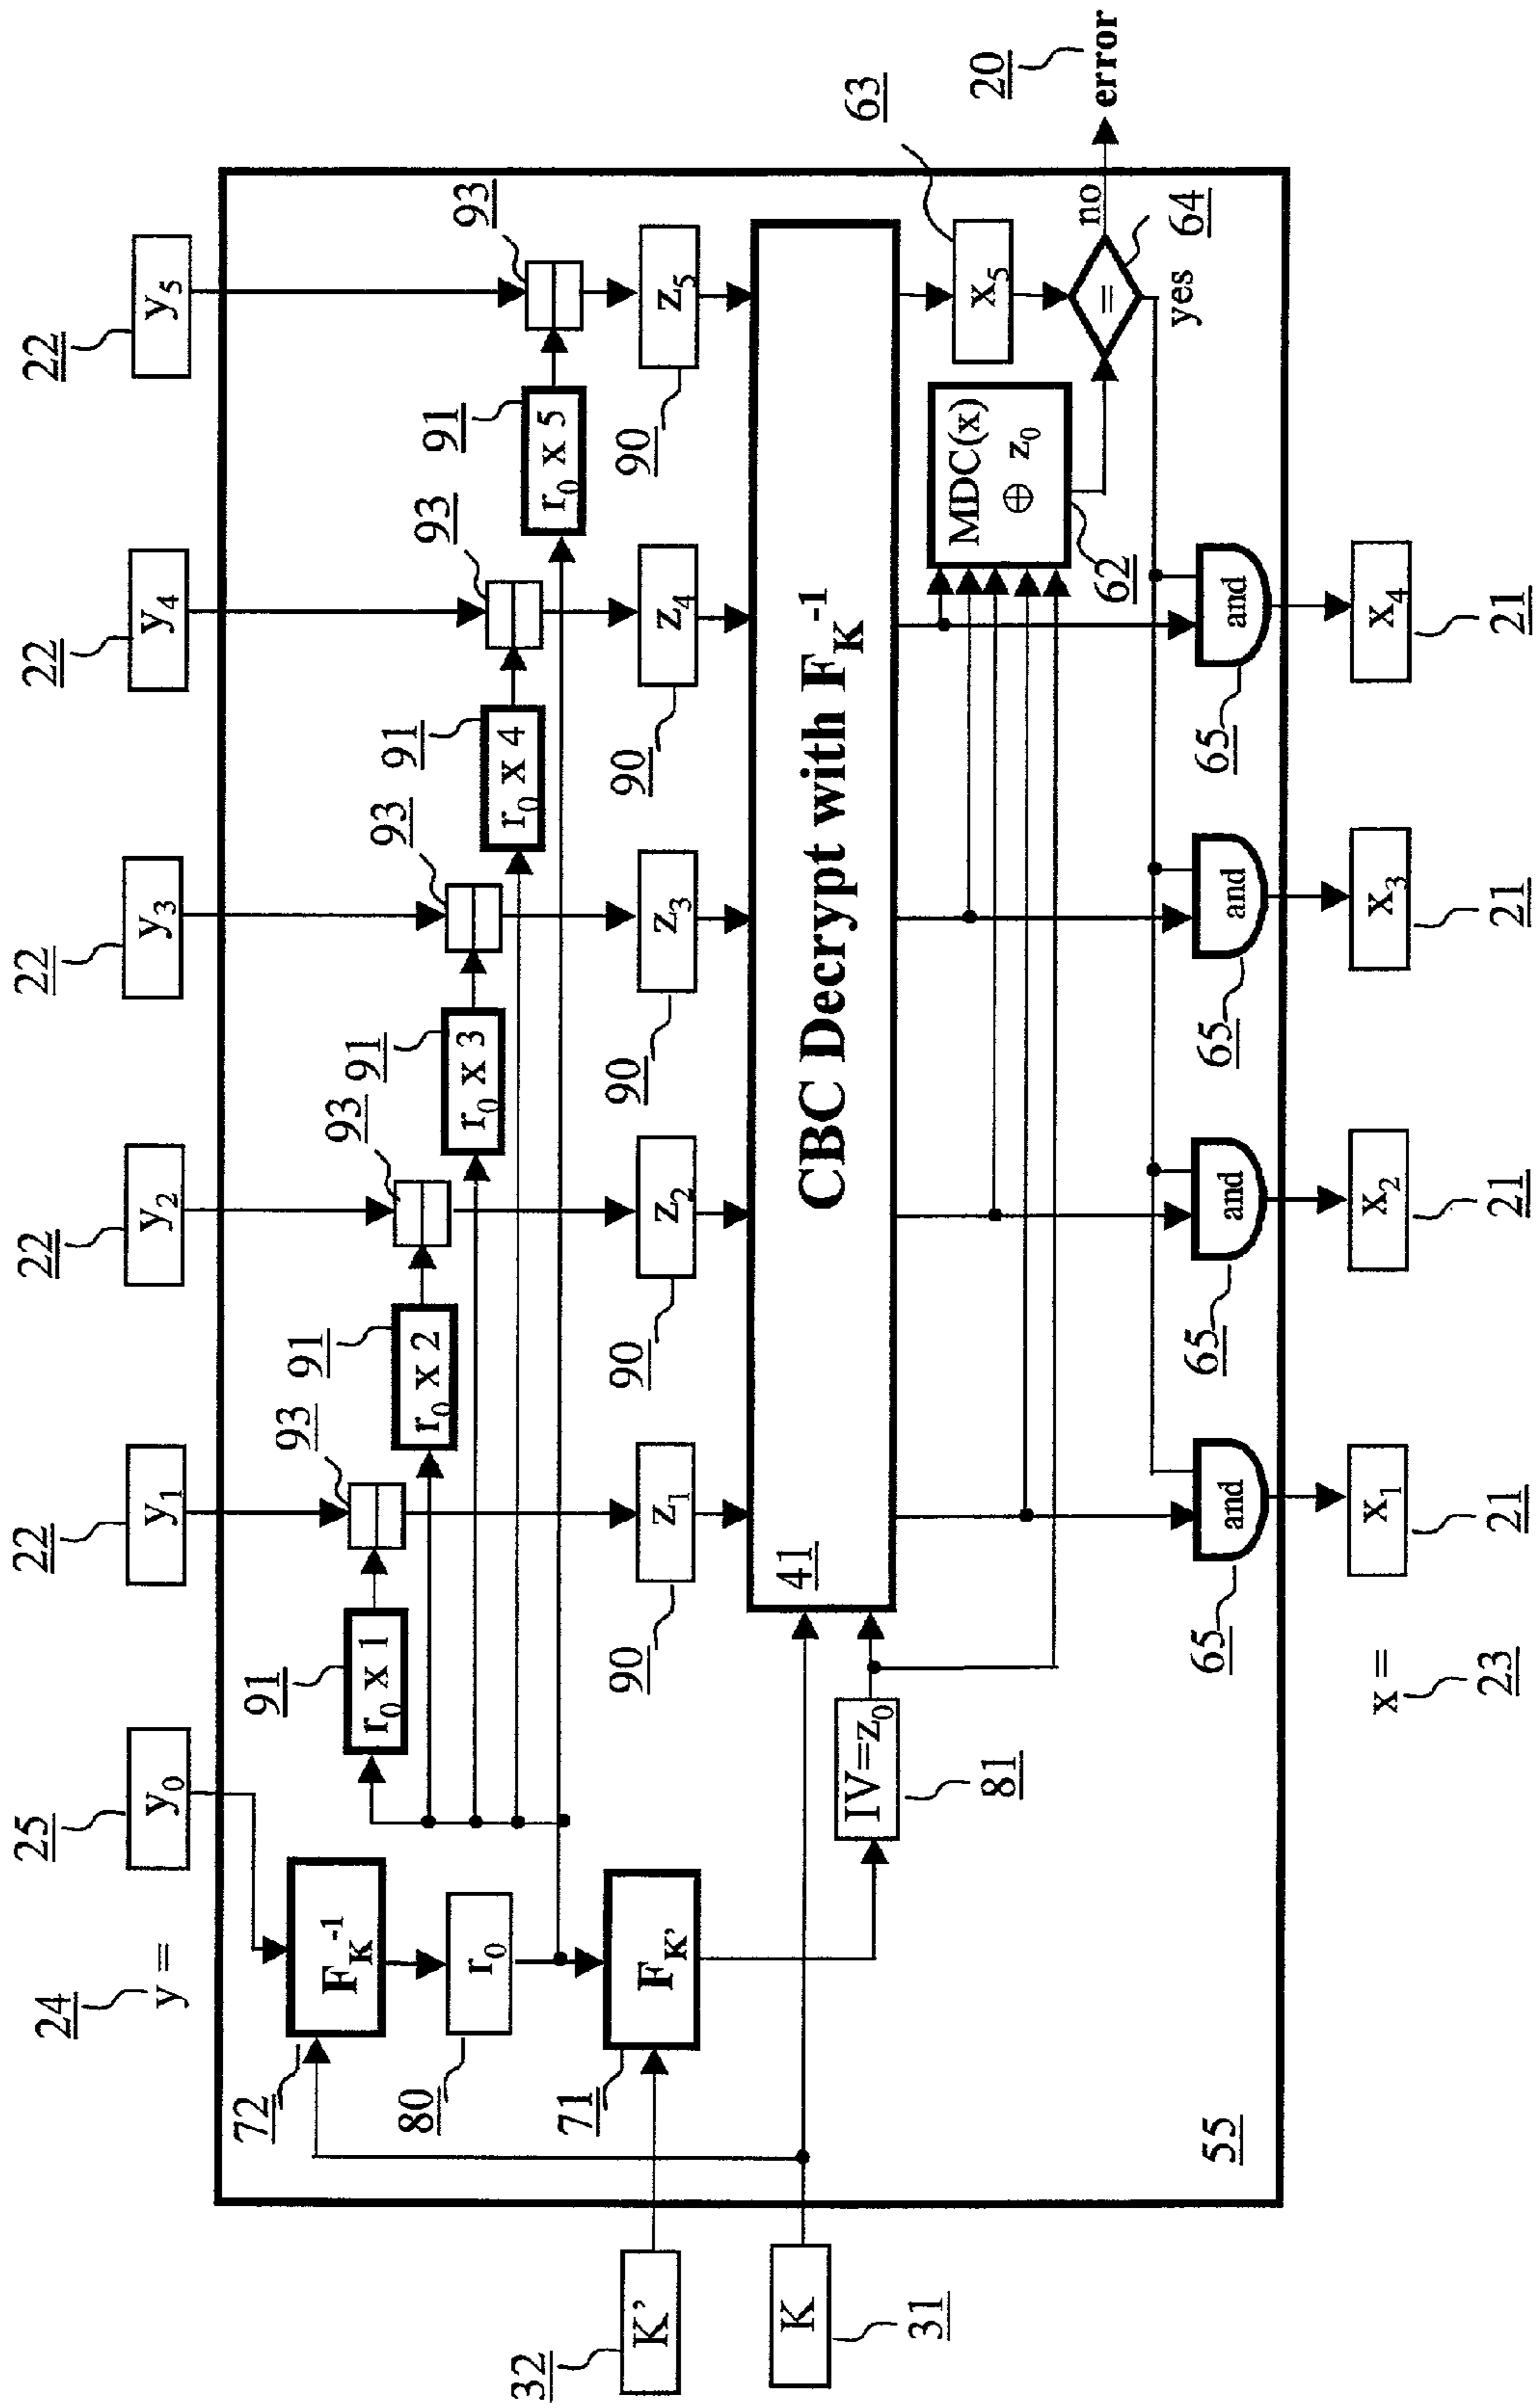 24 25 22 22 22 22 22
y = y₀ y₁ y₂ y₃ y₄ y₅
72 F_K⁻¹
91 93 91 93 91 93 91 93 91 93
r₀ x 1 r₀ x 2 r₀ x 3 r₀ x 4 r₀ x 5
80 r₀
32 K' 71 F_K'
90 90 90 90 90
z₁ z₂ z₃ z₄ z₅
31 K
41 CBC Decrypt with F_K⁻¹
81 IV=z₀
62 MDC(x)
⊕ z₀
63 x₅
= 64
no
yes
20 error
65 65 65 65
and and and and
55
x = x₁ x₂ x₃ x₄
23 21 21 21 21